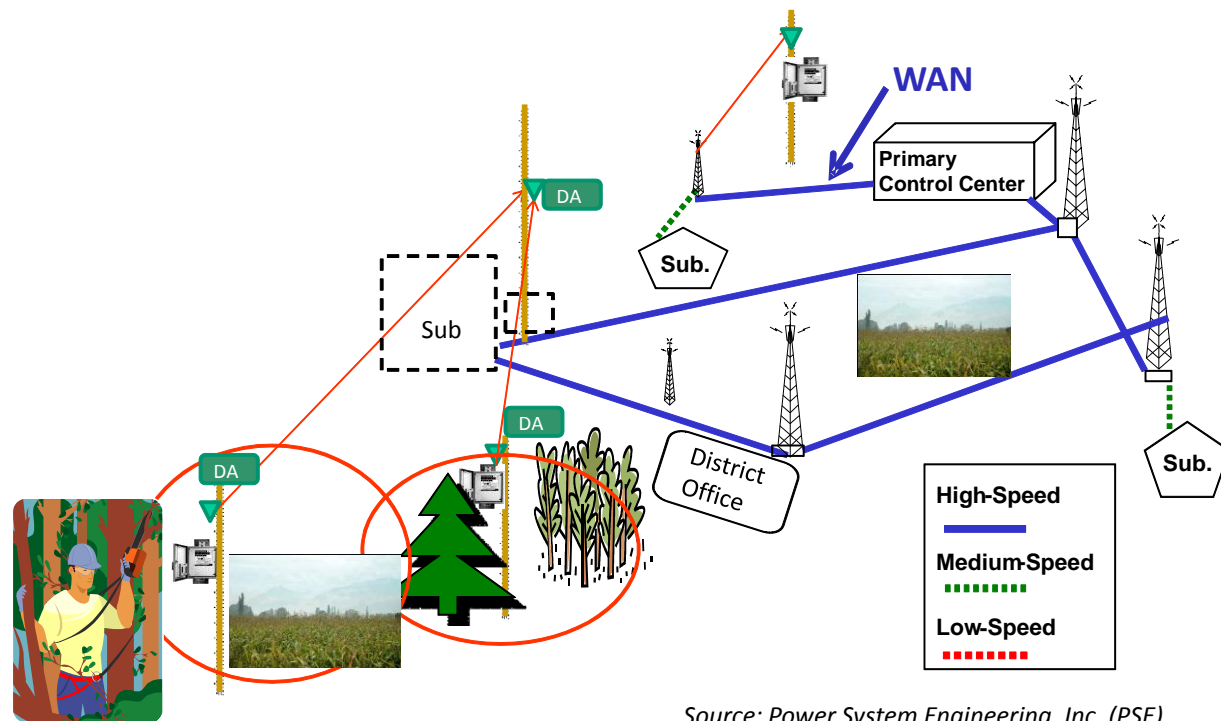 WAN
Primary
Control Center
DA
Sub.
Sub
DA
DA
District
Office
Sub.
High-Speed
Medium-Speed
Low-Speed
Source: Power System Engineering, Inc. (PSE)